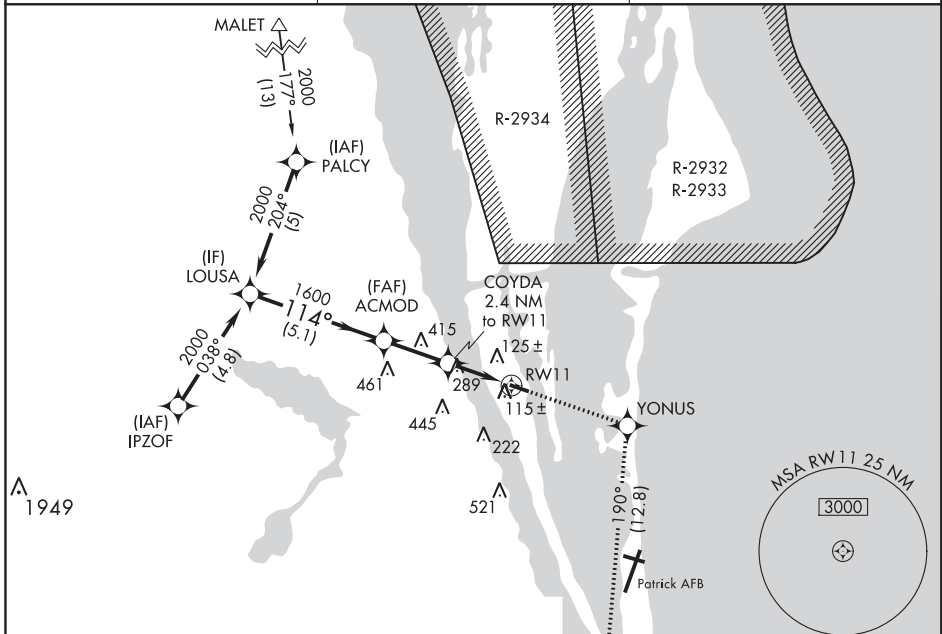 MALET
2000
177°
(13)
(IAF)
PALCY
2000
204°
(5)
(IF)
LOUSA
1600
114°
(5.1)
(FAF)
ACMOD
2000
038°
(4.8)
(IAF)
IPZOF
1949
R-2934
R-2932
R-2933
COYDA
2.4 NM
to RW11
415
461
289
125±
RW11
115±
445
222
521
YONUS
190°
(12.8)
Patrick AFB
MSA RW11 25 NM
3000